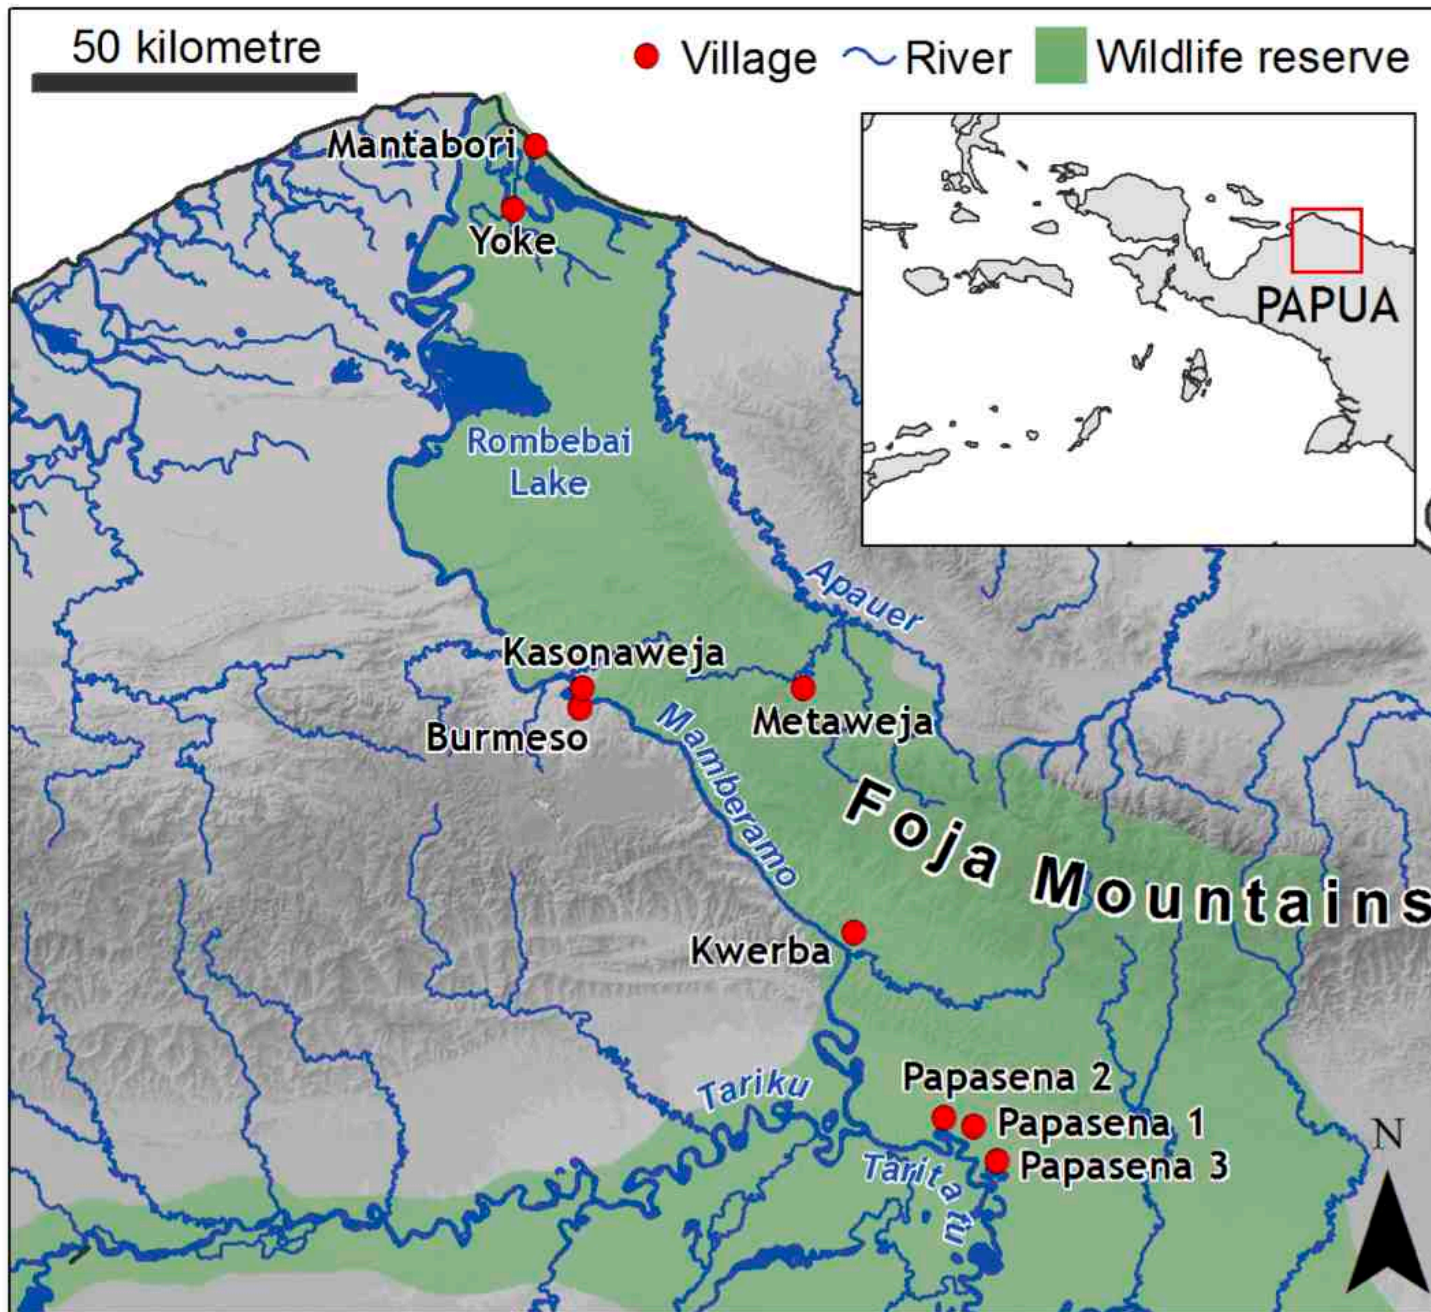 50 kilometre
Village
River
Wildlife reserve
Mantabori
Yoke
PAPUA
Rombebai
Lake
Apauer
Kasonaweja
Metaweja
Burmeso
Mamberamo
Foja Mountains
Kwerba
Tariku
Papasena 2
Papasena 1
Papasena 3
Taritatu
N